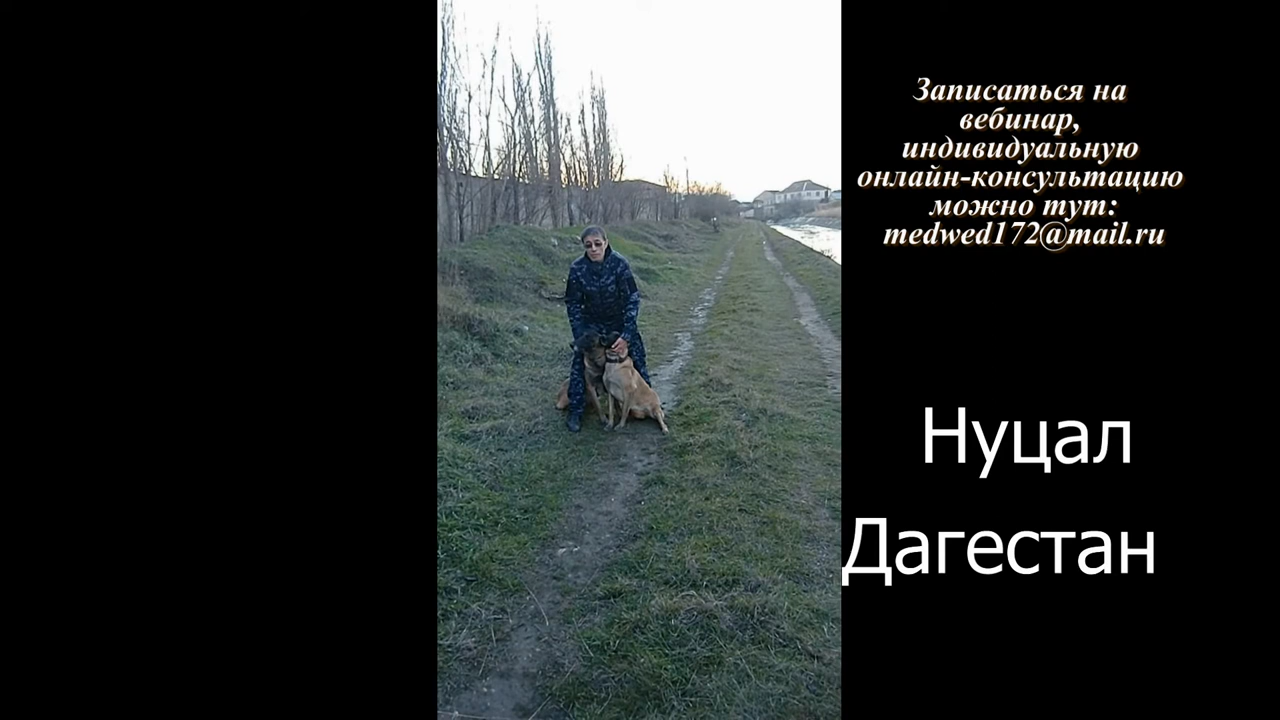 Записаться на
вебинар,
индивидуальную
онлайн-консультацию
можно тут:
medwed172@mail.ru
Нуцал
Дагестан